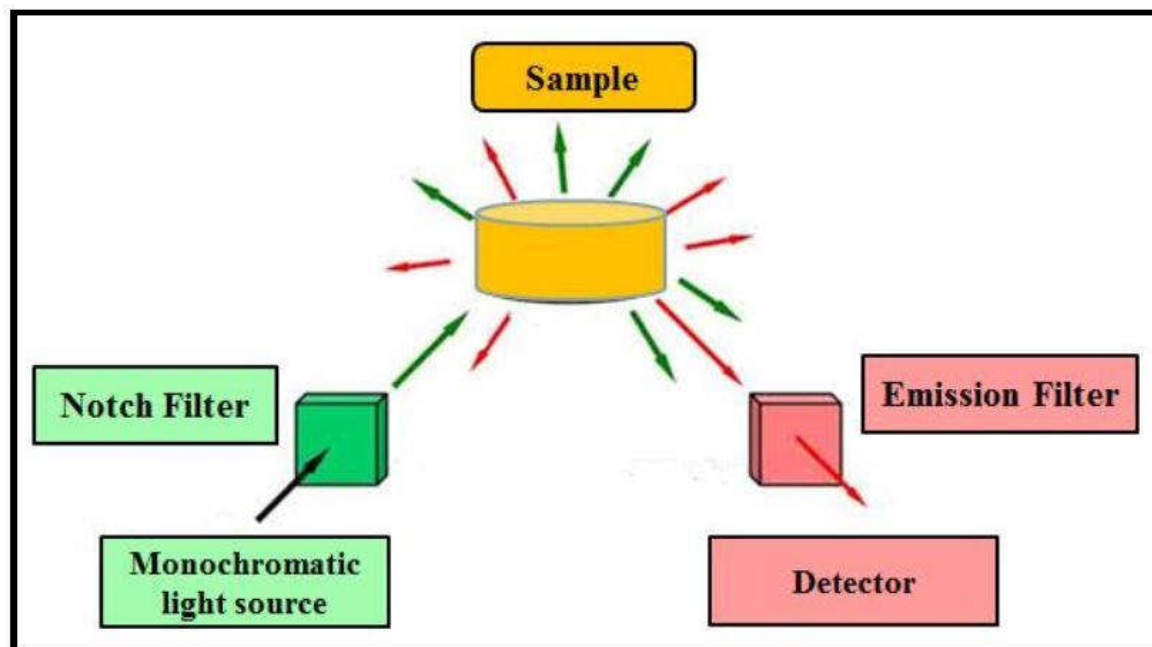 Sample
Notch Filter
Emission Filter
Monochromatic
light source
Detector